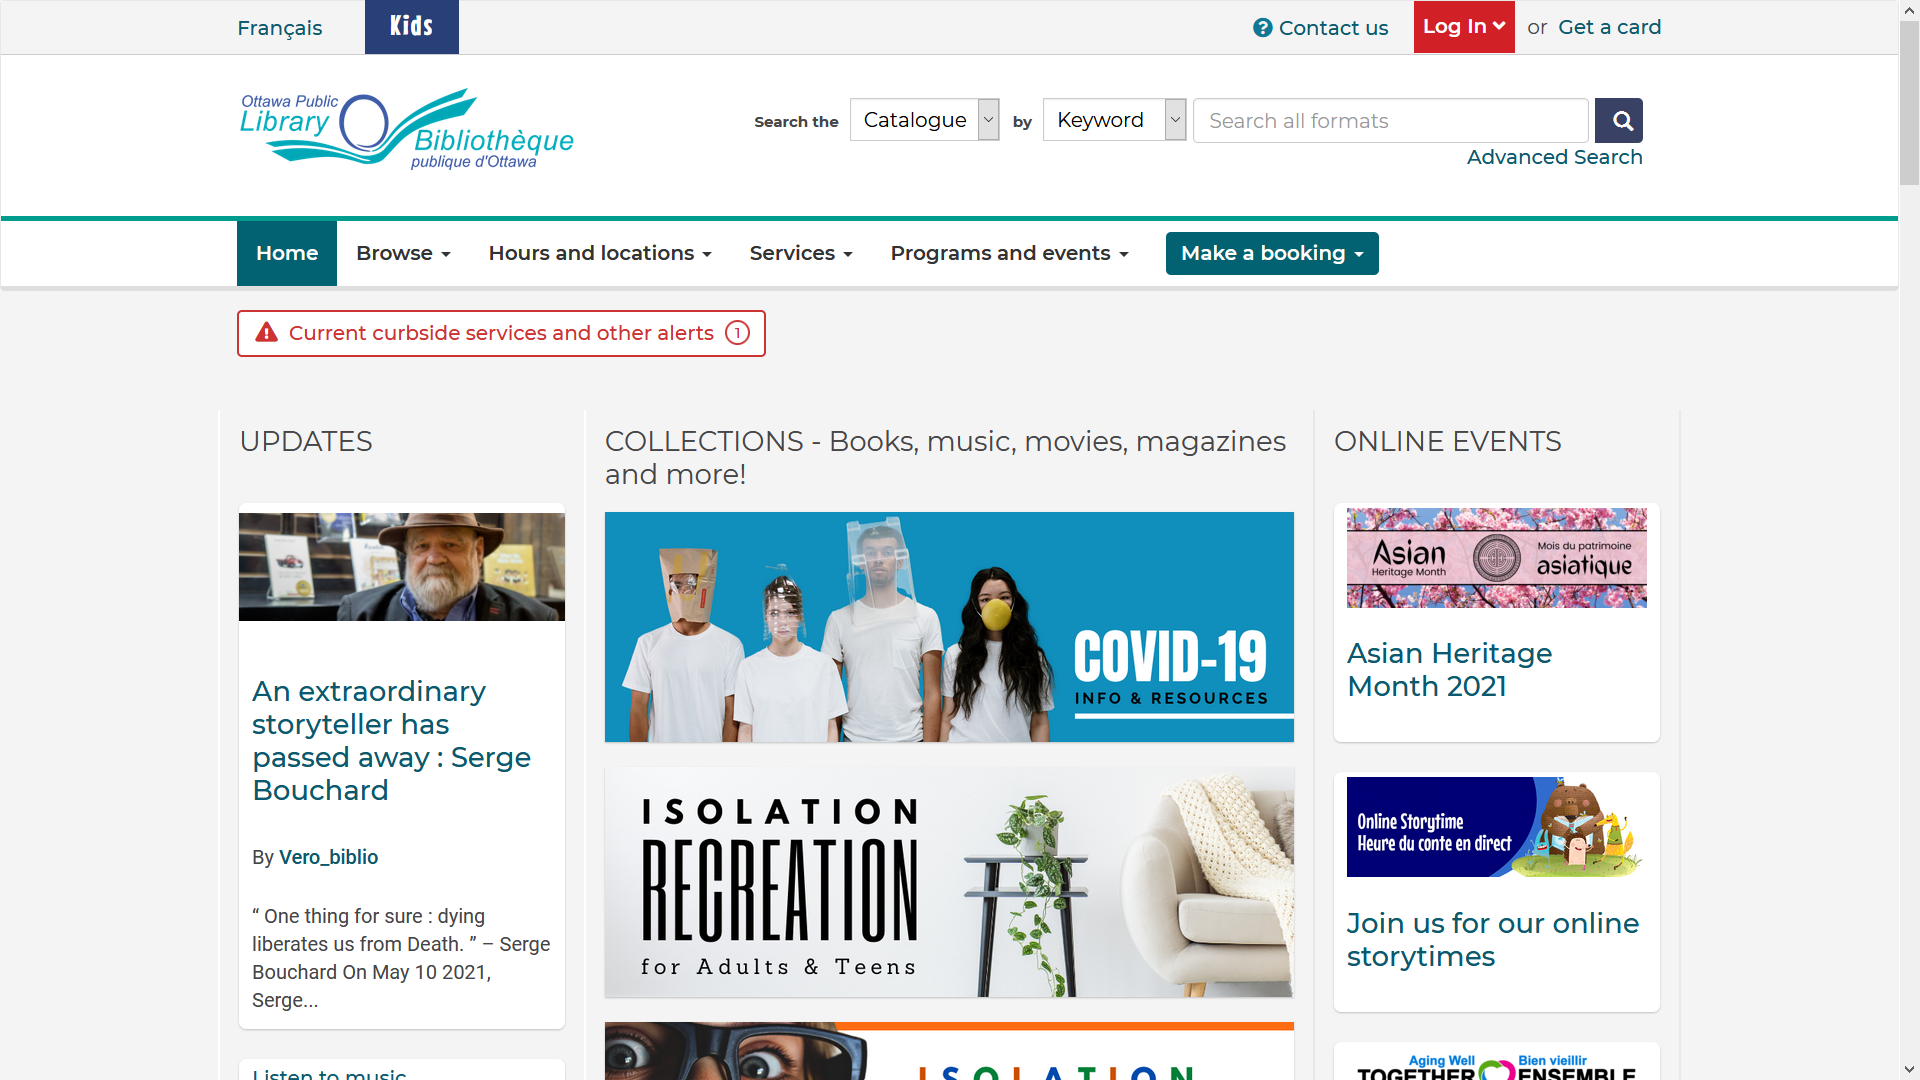 Français
Kids
Contact us
Log In
or
Get a card
Ottawa Public
Library
Bibliothèque
publique d'Ottawa
Search the
Catalogue
by
Keyword
Search all formats
Advanced Search
Home
Browse
Hours and locations
Services
Programs and events
Make a booking
Current curbside services and other alerts 1
UPDATES
An extraordinary
storyteller has
passed away : Serge
Bouchard
By Vero_biblio
“ One thing for sure : dying
liberates us from Death. ” – Serge
Bouchard On May 10 2021,
Serge...
Listen to music
COLLECTIONS - Books, music, movies, magazines
and more!
COVID-19
INFO & RESOURCES
ISOLATION
RECREATION
for Adults & Teens
ISOLATION
ONLINE EVENTS
Asian
Heritage Month
Mois du patrimoine
asiatique
Asian Heritage
Month 2021
Online Storytime
Heure du conte en direct
Join us for our online
storytimes
Aging Well
Bien vieillir
TOGETHER
ENSEMBLE